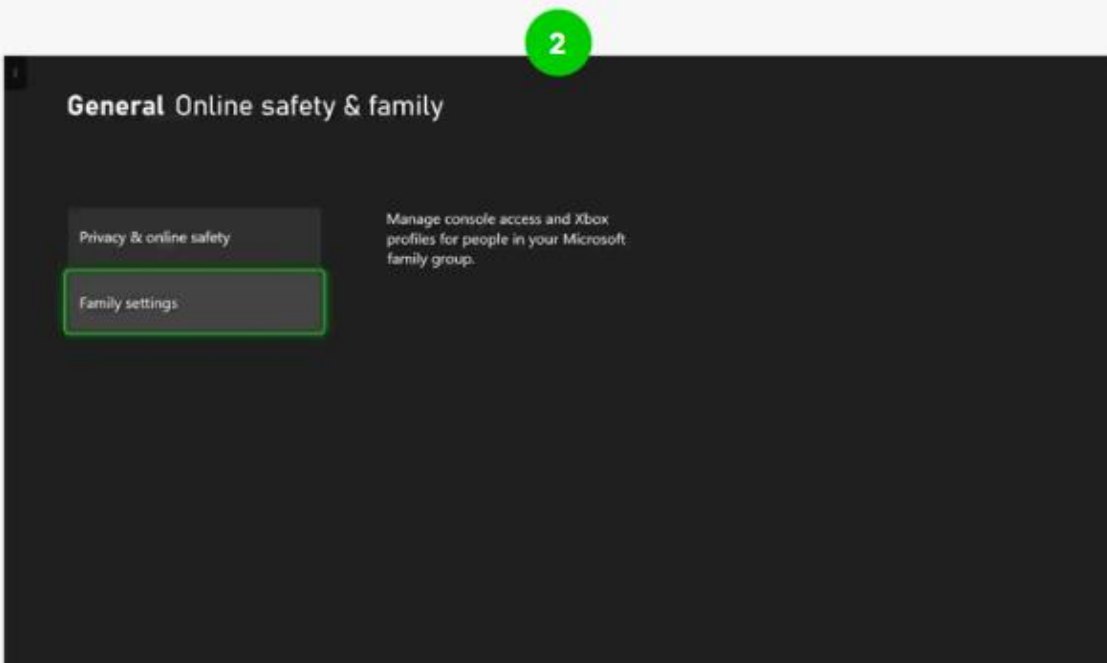 2
General Online safety & family
Privacy & online safety
Manage console access and Xbox
profiles for people in your Microsoft
family group.
Family settings